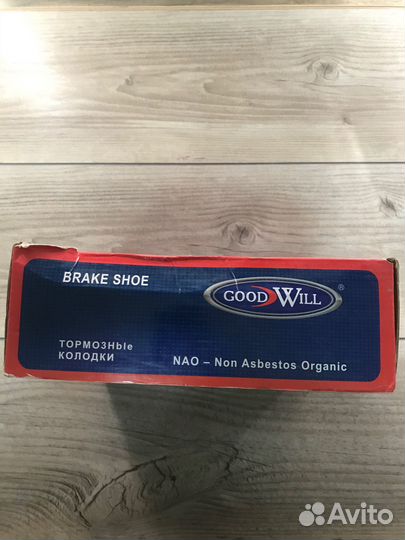 BRAKE SHOE
GOOD WILL ®
ТОРМОЗНЫе
КОЛОДКИ
NAO – Non Asbestos Organic
Avito